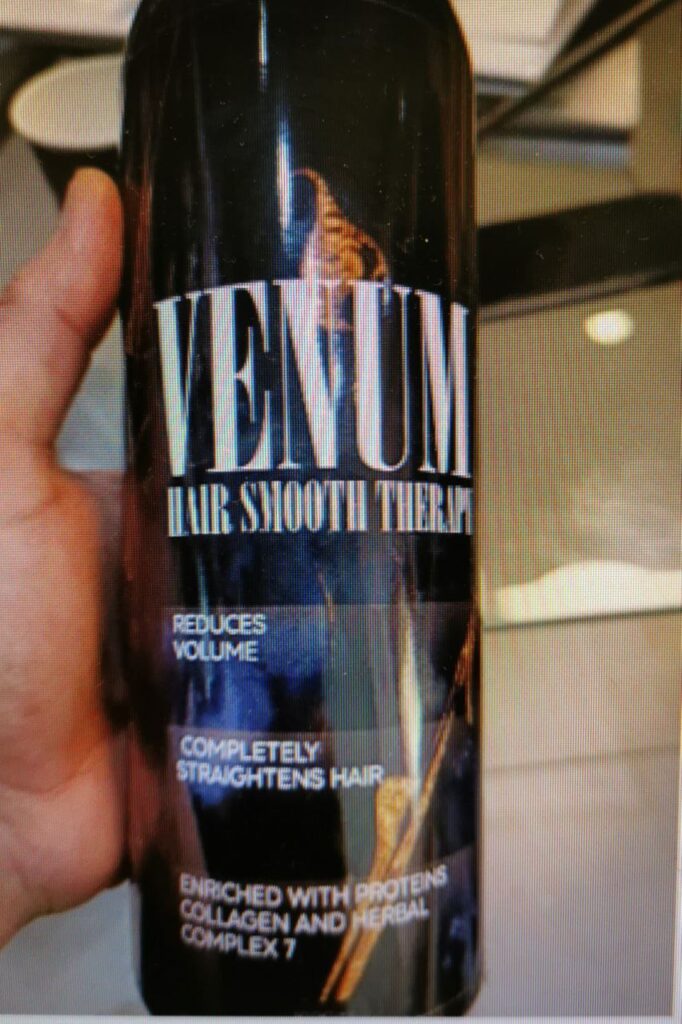 VENUM
HAIR SMOOTH THERAPY
REDUCES
VOLUME
COMPLETELY
STRAIGHTENS HAIR
ENRICHED WITH PROTEINS
COLLAGEN AND HERBAL
COMPLEX 7